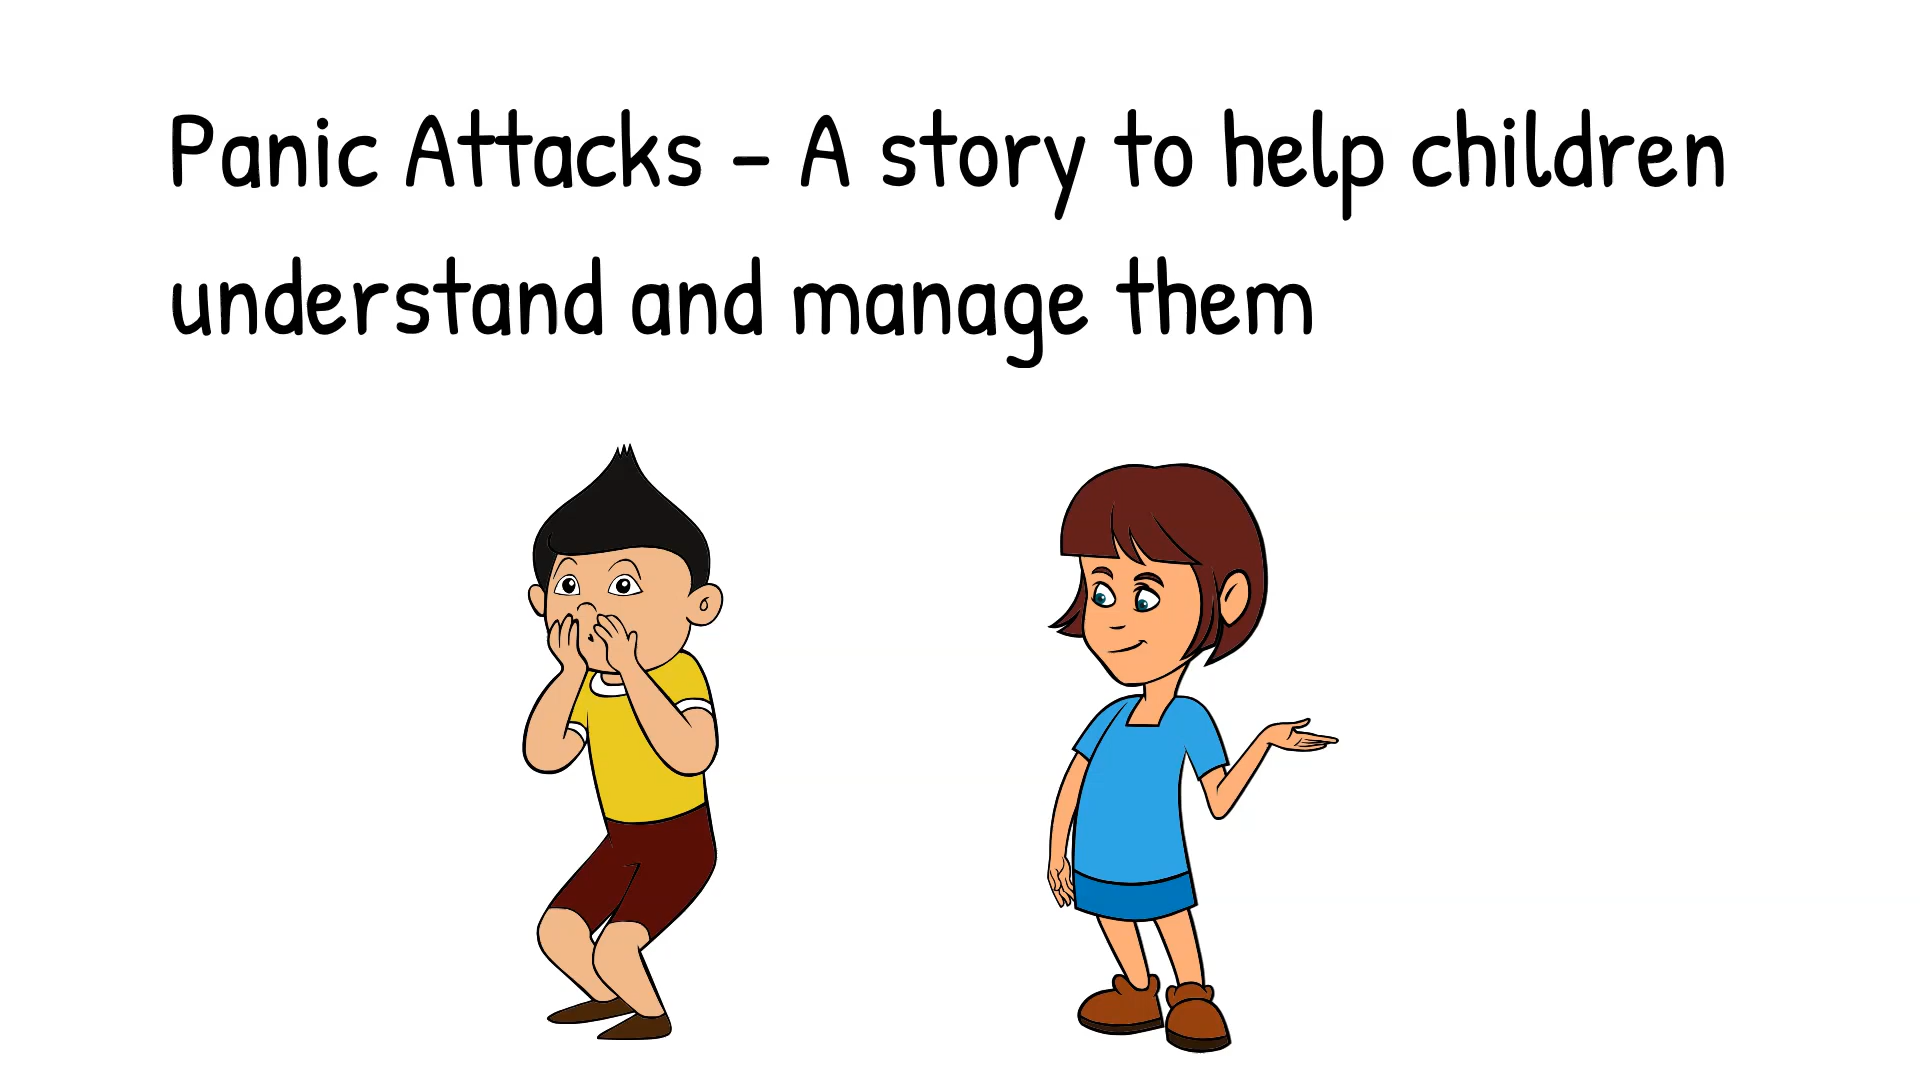 Panic Attacks - A story to help children
understand and manage them